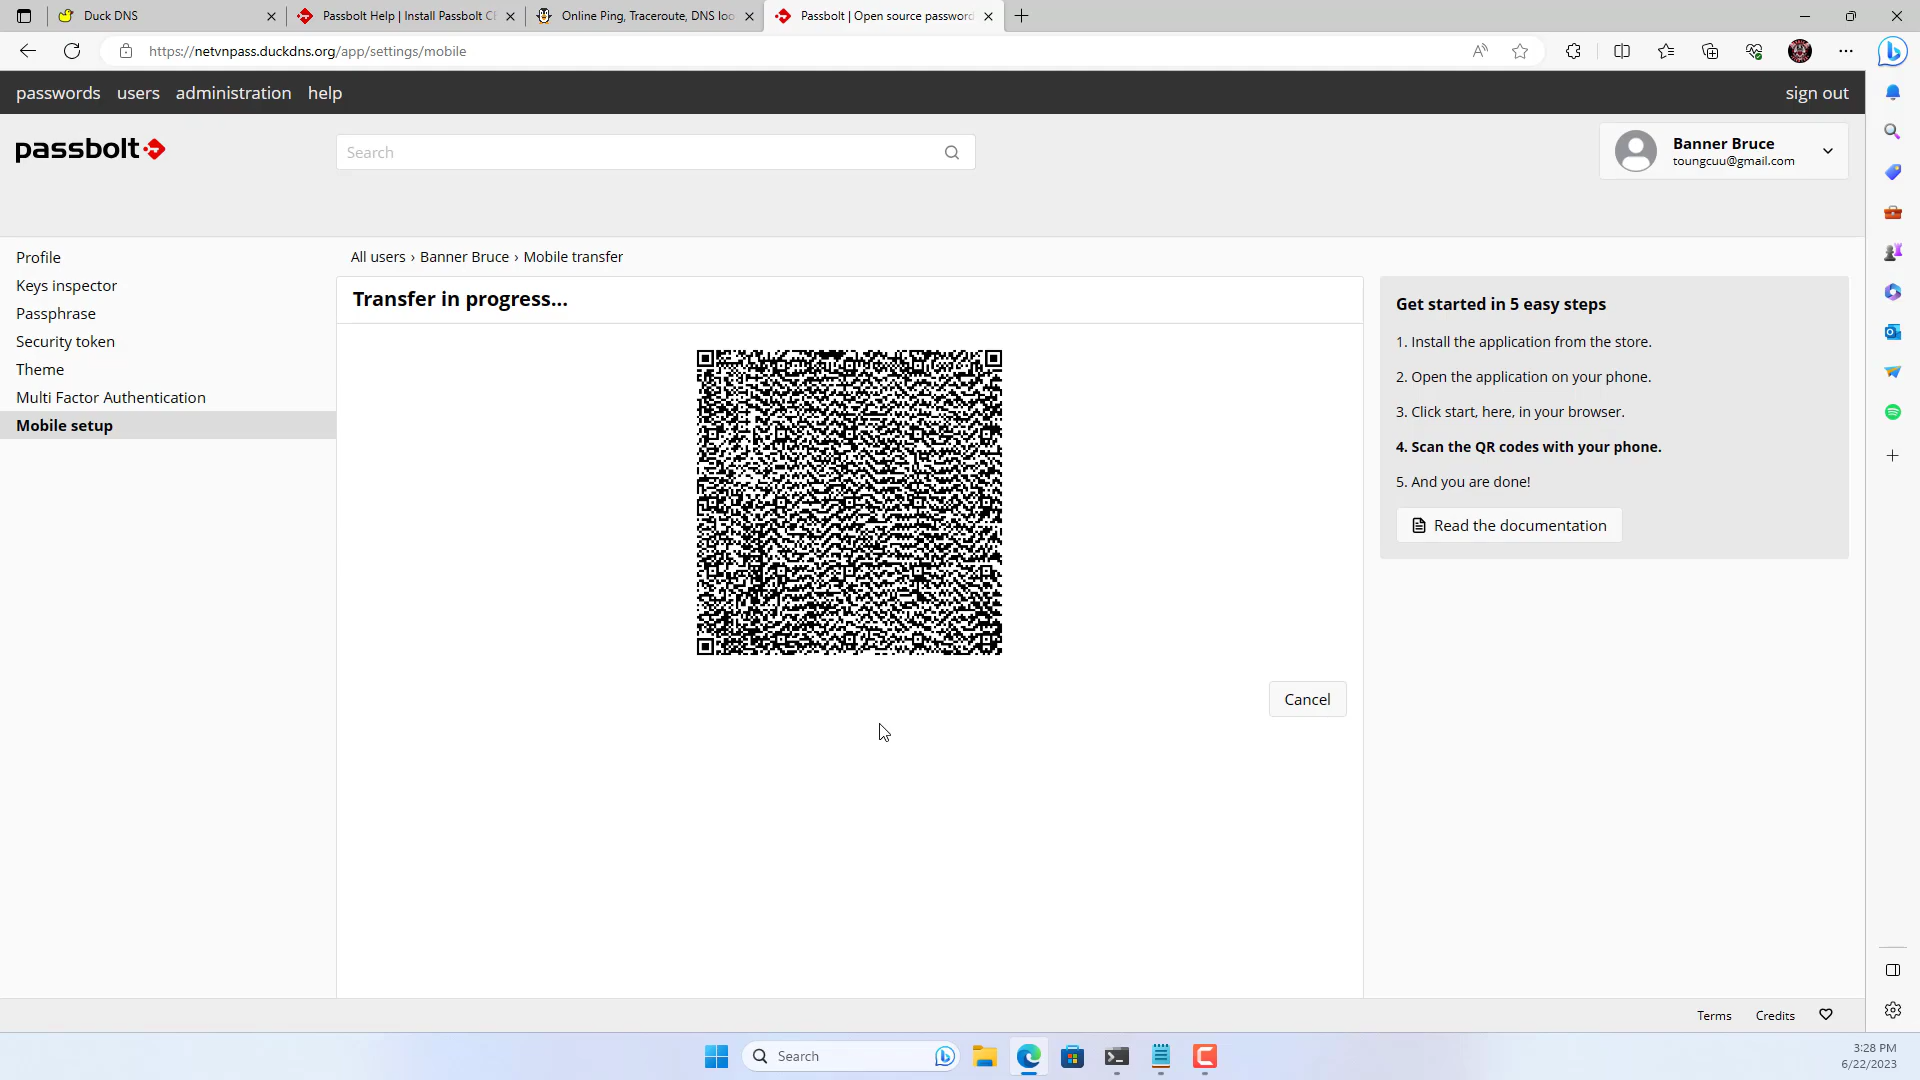 Duck DNS
Passbolt Help | Install Passbolt CE
Online Ping, Traceroute, DNS loo
Passbolt | Open source password
https://netvnpass.duckdns.org/app/settings/mobile
passwords users administration help
sign out
passbolt
Search
Banner Bruce
toungcuu@gmail.com
Profile
Keys inspector
Passphrase
Security token
Theme
Multi Factor Authentication
Mobile setup
All users › Banner Bruce › Mobile transfer
Transfer in progress...
Cancel
Get started in 5 easy steps
1. Install the application from the store.
2. Open the application on your phone.
3. Click start, here, in your browser.
4. Scan the QR codes with your phone.
5. And you are done!
Read the documentation
Terms
Credits
Search
3:28 PM
6/22/2023